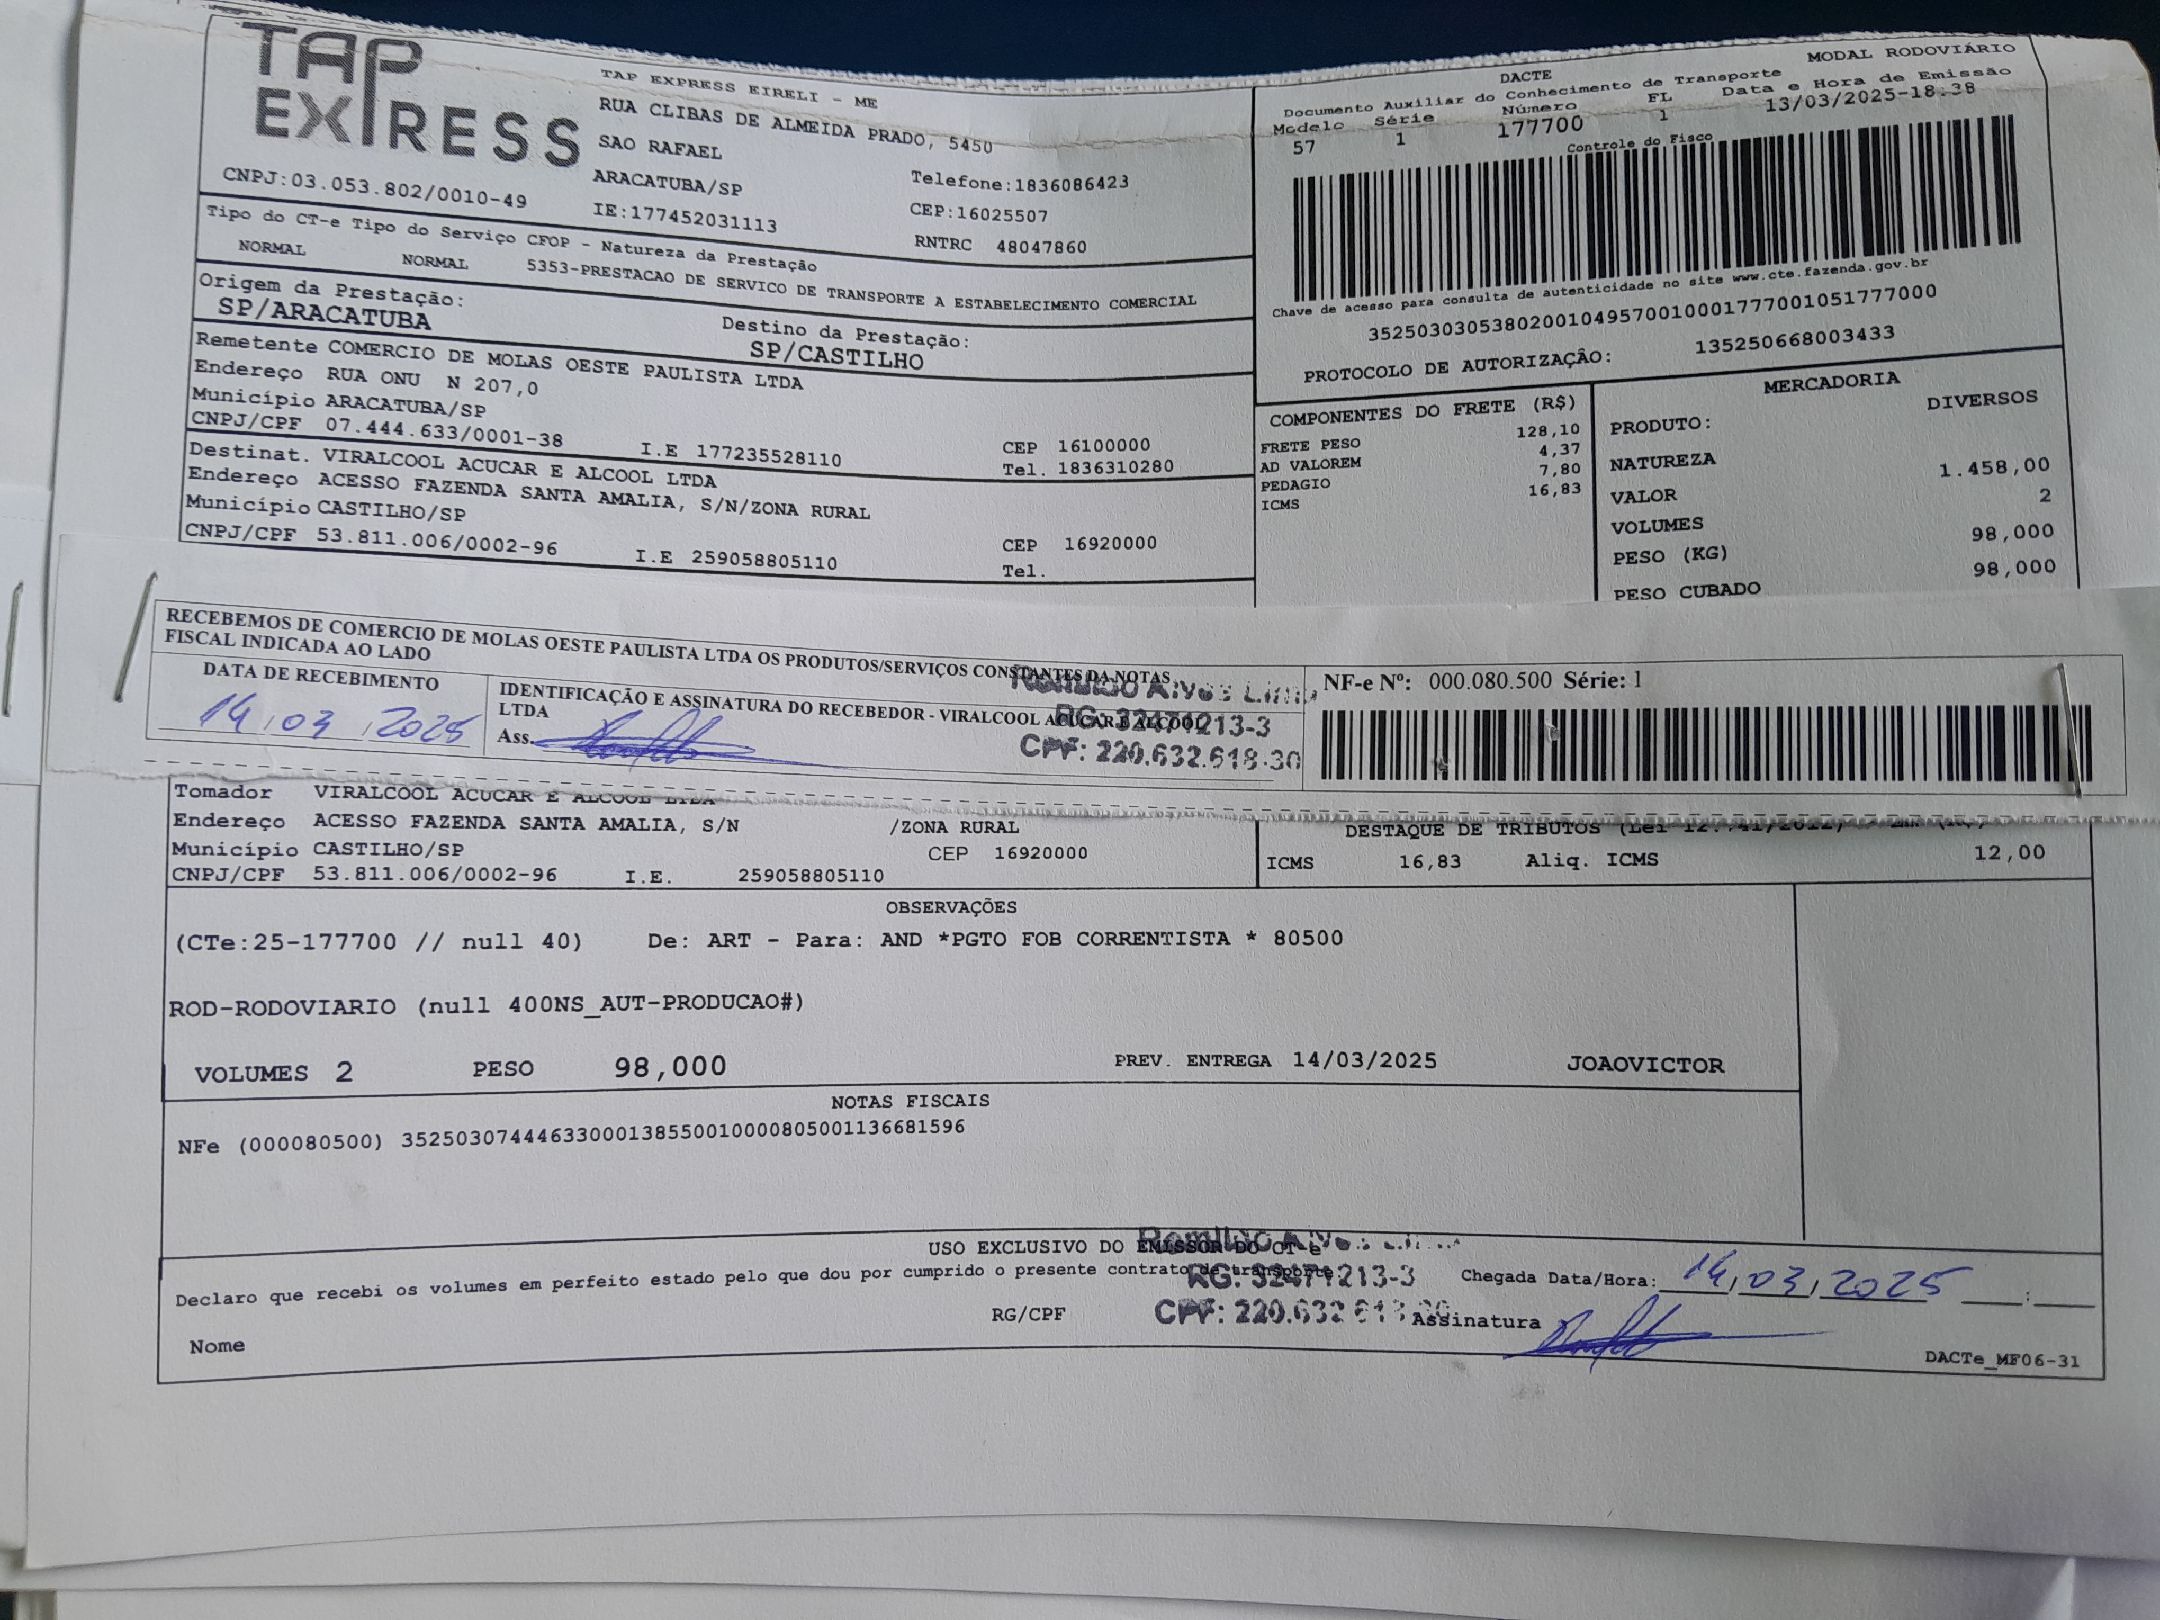 TAP EXPRESS
TAP EXPRESS EIRELI - ME
RUA CLIBAS DE ALMEIDA PRADO, 5450
SAO RAFAEL
ARACATUBA/SP
IE:177452031113
Telefone:1836086423
CEP:16025507
RNTRC 48047860
CNPJ:03.053.802/0010-49
Tipo do CT-e Tipo do Serviço CFOP - Natureza da Prestação
NORMAL NORMAL 5353-PRESTACAO DE SERVICO DE TRANSPORTE A ESTABELECIMENTO COMERCIAL
Origem da Prestação:
SP/ARACATUBA
Destino da Prestação:
SP/CASTILHO
Remetente COMERCIO DE MOLAS OESTE PAULISTA LTDA
Endereço RUA ONU N 207,0
Município ARACATUBA/SP
CNPJ/CPF 07.444.633/0001-38 I.E 177235528110
CEP 16100000
Tel. 1836310280
Destinat. VIRALCOOL ACUCAR E ALCOOL LTDA
Endereço ACESSO FAZENDA SANTA AMALIA, S/N/ZONA RURAL
Município CASTILHO/SP
CNPJ/CPF 53.811.006/0002-96 I.E 259058805110
CEP 16920000
Tel.
MODAL RODOVIÁRIO
DACTE
Documento Auxiliar do Conhecimento de Transporte
Modelo Série Número FL Data e Hora de Emissão
57 1 177700 1 13/03/2025-18:38
Controle do Fisco
Chave de acesso para consulta de autenticidade no site www.cte.fazenda.gov.br
35250303053802001049570010001777001051777000
PROTOCOLO DE AUTORIZAÇÃO: 135250668003433
COMPONENTES DO FRETE (R$)
FRETE PESO 128,10
AD VALOREM 4,37
PEDAGIO 7,80
ICMS 16,83
MERCADORIA
PRODUTO: DIVERSOS
NATUREZA
VALOR 1.458,00
VOLUMES 2
PESO (KG) 98,000
PESO CUBADO 98,000
RECEBEMOS DE COMERCIO DE MOLAS OESTE PAULISTA LTDA OS PRODUTOS/SERVIÇOS CONSTANTES DA NOTAS
FISCAL INDICADA AO LADO
DATA DE RECEBIMENTO
14,03,2025
IDENTIFICAÇÃO E ASSINATURA DO RECEBEDOR - VIRALCOOL ACUCAR E ALCOOL
LTDA
Ass.
Romildo Alves Lima
RG: 32471213-3
CPF: 220.632.618-30
NF-e Nº: 000.080.500 Série: 1
Tomador VIRALCOOL ACUCAR E ALCOOL LTDA
Endereço ACESSO FAZENDA SANTA AMALIA, S/N /ZONA RURAL
Município CASTILHO/SP CEP 16920000
CNPJ/CPF 53.811.006/0002-96 I.E. 259058805110
DESTAQUE DE TRIBUTOS
ICMS 16,83 Aliq. ICMS 12,00
OBSERVAÇÕES
(CTe:25-177700 // null 40) De: ART - Para: AND *PGTO FOB CORRENTISTA * 80500
ROD-RODOVIARIO (null 400NS_AUT-PRODUCAO#)
VOLUMES 2 PESO 98,000 PREV. ENTREGA 14/03/2025 JOAOVICTOR
NOTAS FISCAIS
NFe (000080500) 35250307444633000138550010000805001136681596
USO EXCLUSIVO DO EMISSOR DO CT-e
Declaro que recebi os volumes em perfeito estado pelo que dou por cumprido o presente contrato de transporte
Romildo Alves Lima
RG: 32471213-3
CPF: 220.632.618-30
Chegada Data/Hora: 14,03,2025 :
Nome RG/CPF Assinatura
DACTe_MF06-31